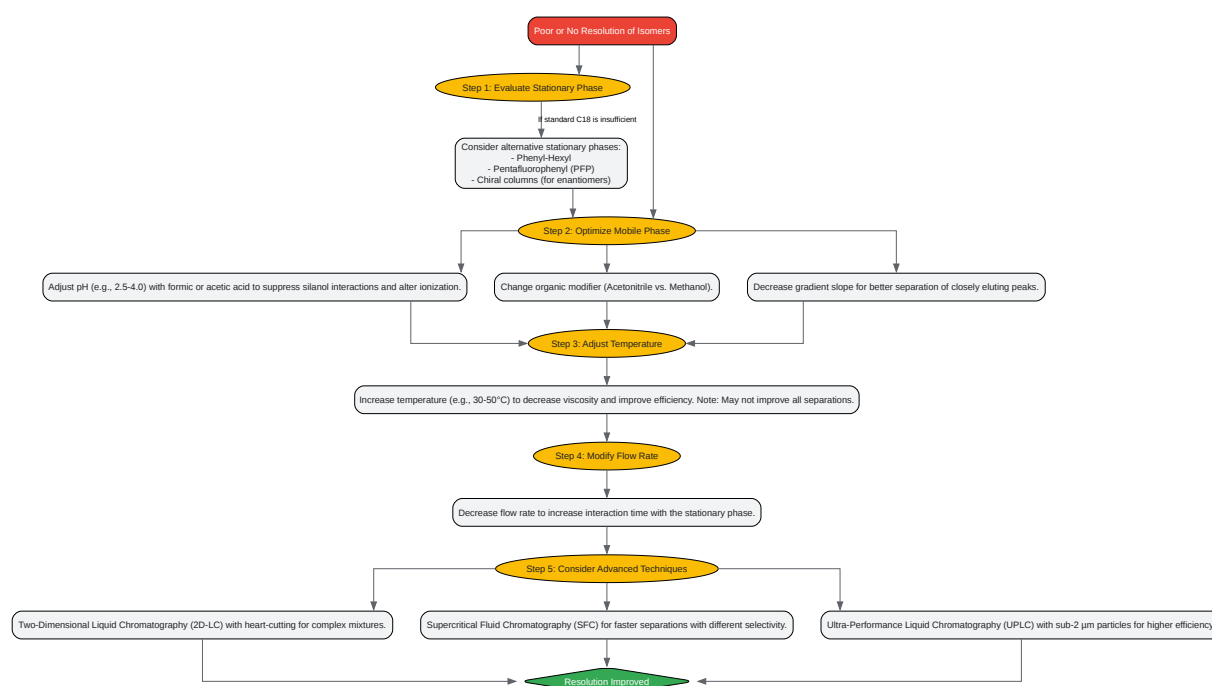 Poor or No Resolution of Isomers
Step 1: Evaluate Stationary Phase
If standard C18 is insufficient
Consider alternative stationary phases:
- Phenyl-Hexyl
- Pentafluorophenyl (PFP)
- Chiral columns (for enantiomers)
Step 2: Optimize Mobile Phase
Adjust pH (e.g., 2.5-4.0) with formic or acetic acid to suppress silanol interactions and alter ionization.
Change organic modifier (Acetonitrile vs. Methanol).
Decrease gradient slope for better separation of closely eluting peaks.
Step 3: Adjust Temperature
Increase temperature (e.g., 30-50°C) to decrease viscosity and improve efficiency. Note: May not improve all separations.
Step 4: Modify Flow Rate
Decrease flow rate to increase interaction time with the stationary phase.
Step 5: Consider Advanced Techniques
Two-Dimensional Liquid Chromatography (2D-LC) with heart-cutting for complex mixtures.
Supercritical Fluid Chromatography (SFC) for faster separations with different selectivity.
Ultra-Performance Liquid Chromatography (UPLC) with sub-2 µm particles for higher efficiency
Resolution Improved